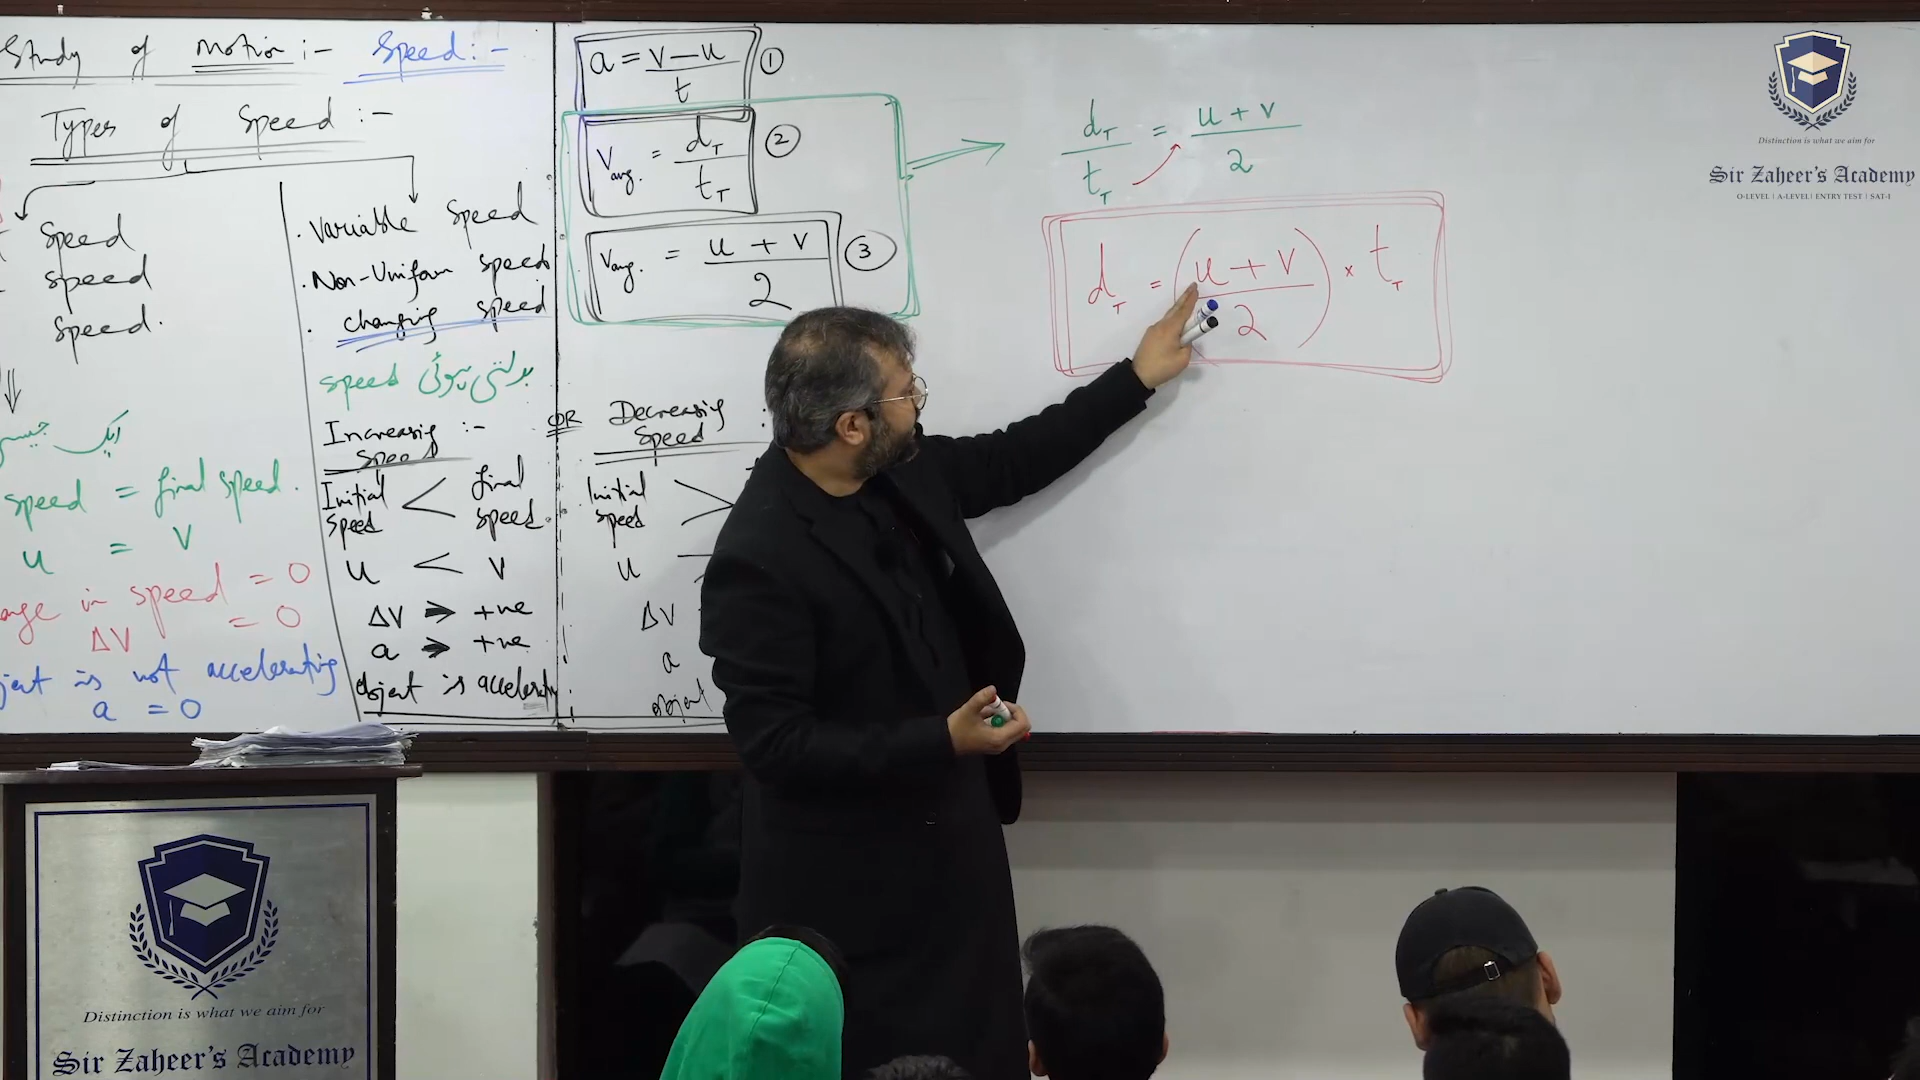 Study of Motion :- Speed :-
Types of Speed :-
Speed
speed
speed.
ایک جیسی
speed = final speed.
u = v
change in speed = 0
ΔV = 0
object is not accelerating
a = 0
. Variable Speed
. Non-Uniform speed
. changing speed
speed بدلتی ہوئی
Increasing :-
Speed
Initial speed < final speed
u < v
ΔV → +ve
a → +ve
object is accelerating
OR Decreasing :
Speed
Initial speed >
u >
ΔV
a
object
a = v – u / t ①
Vavg. = dT / tT ②
Vavg. = u + v / 2 ③
dT / tT = u + v / 2
dT = (u + v / 2) × tT
Distinction is what we aim for
Sir Zaheer's Academy
O-LEVEL | A-LEVEL | ENTRY TEST | SAT-I
Distinction is what we aim for
Sir Zaheer's Academy